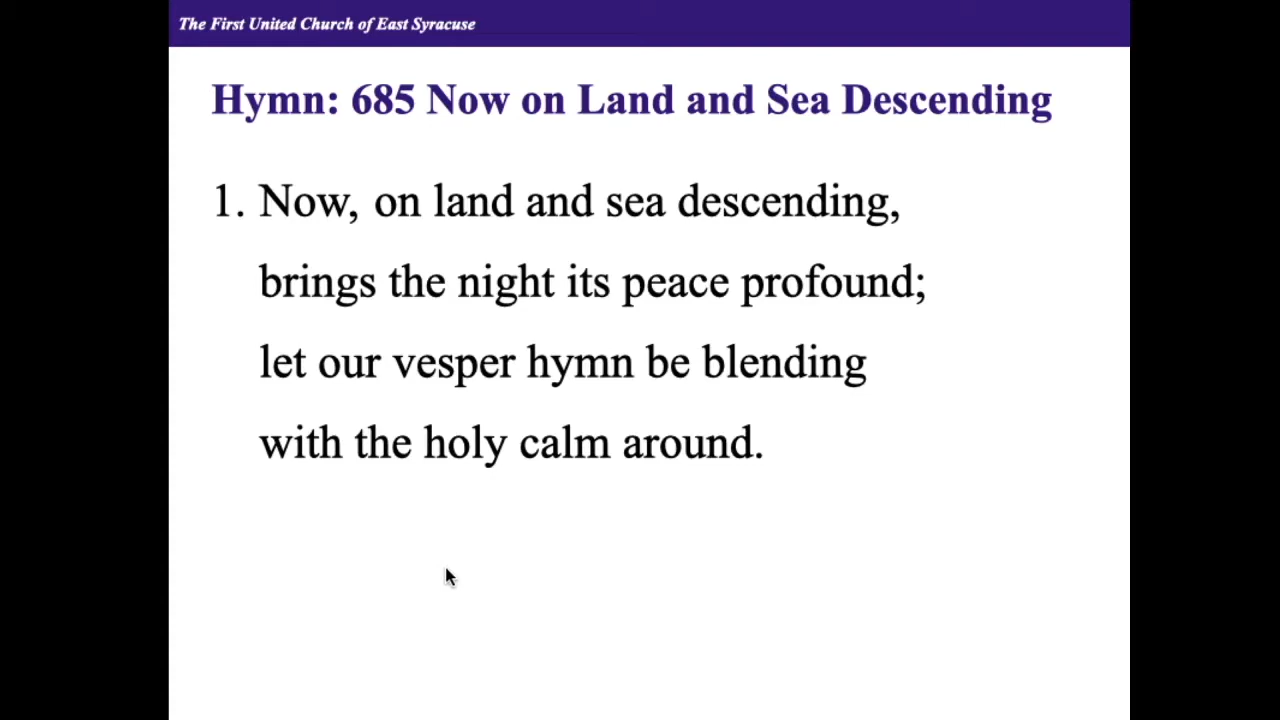 The First United Church of East Syracuse
Hymn: 685 Now on Land and Sea Descending
1. Now, on land and sea descending,
brings the night its peace profound;
let our vesper hymn be blending
with the holy calm around.